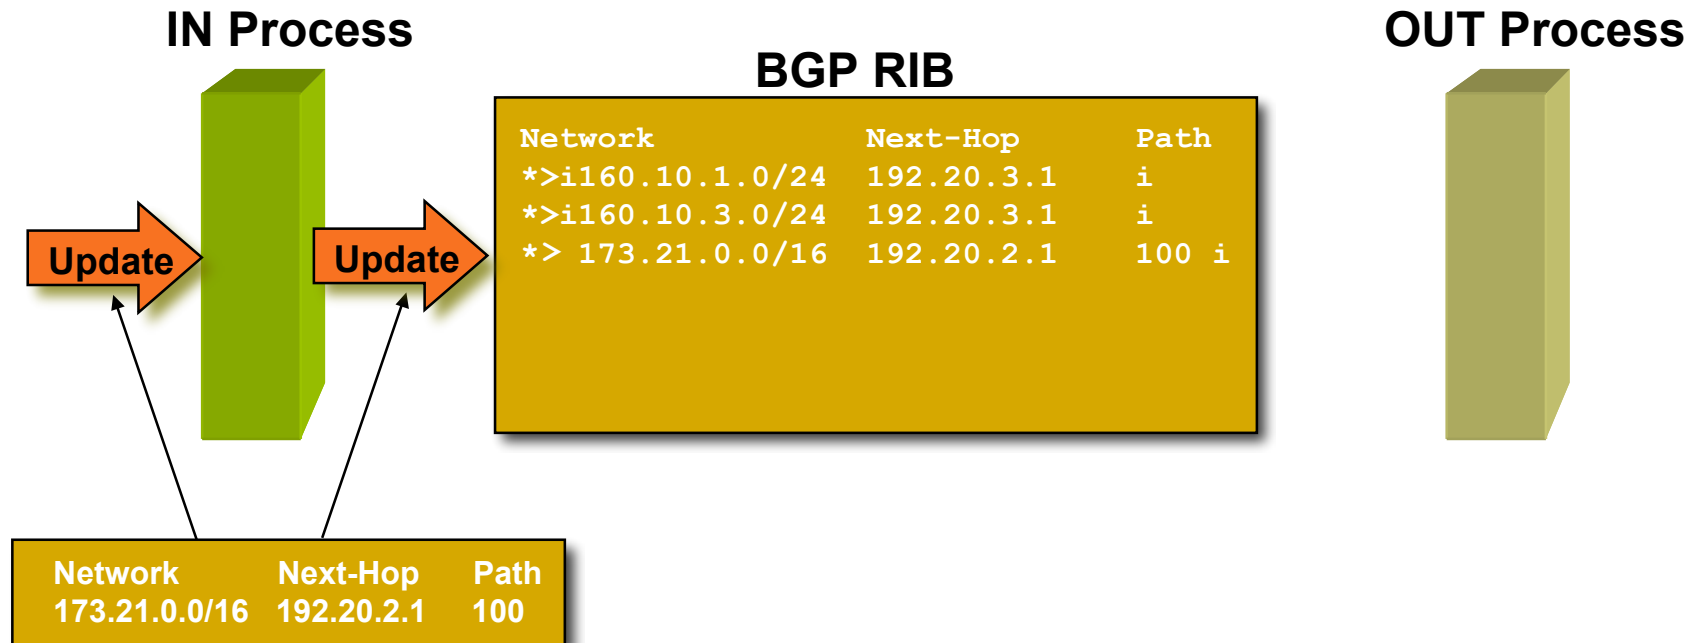 IN Process
OUT Process
BGP RIB
Network Next-Hop Path
*>i160.10.1.0/24 192.20.3.1 i
*>i160.10.3.0/24 192.20.3.1 i
*> 173.21.0.0/16 192.20.2.1 100 i
Update
Update
Network Next-Hop Path
173.21.0.0/16 192.20.2.1 100